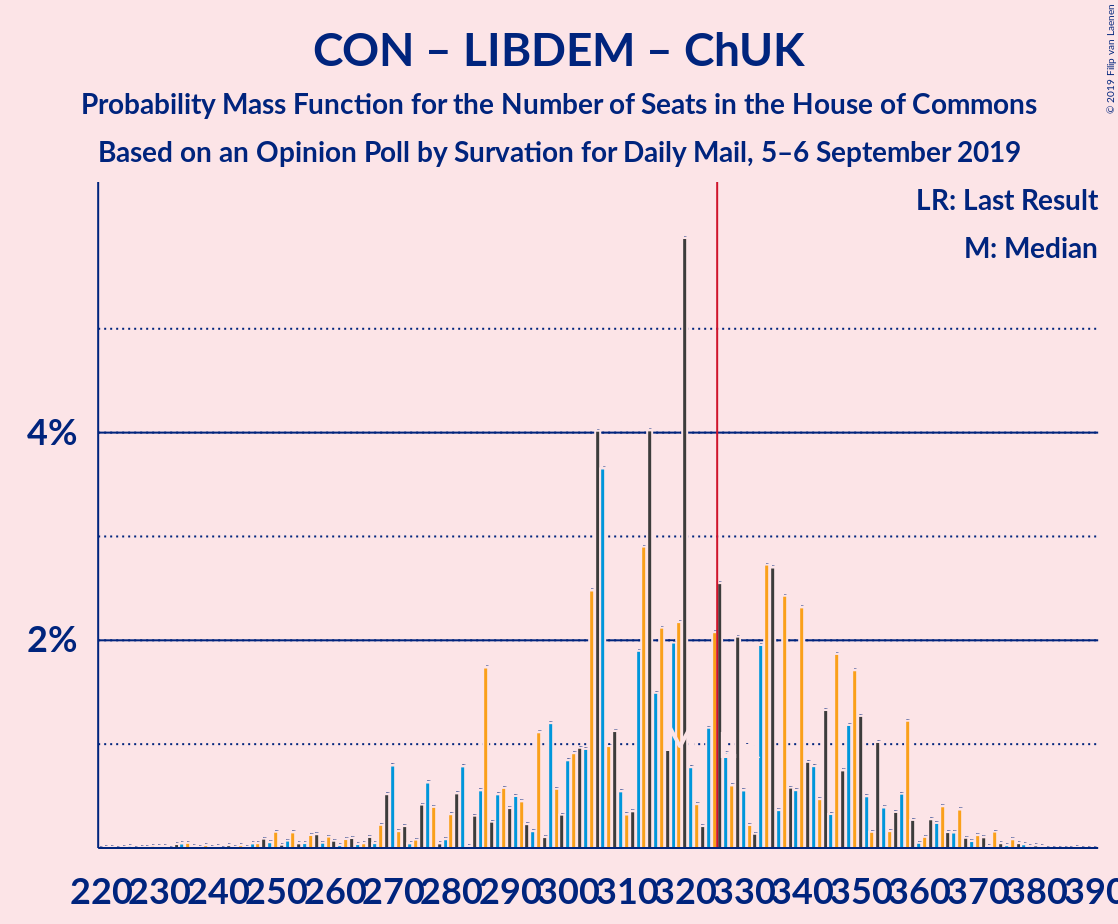 CON – LIBDEM – ChUK
Probability Mass Function for the Number of Seats in the House of Commons
Based on an Opinion Poll by Survation for Daily Mail, 5–6 September 2019
© 2019 Filip van Laenen
LR: Last Result
M: Median
4%
2%
M
220 230 240 250 260 270 280 290 300 310 320 330 340 350 360 370 380 390